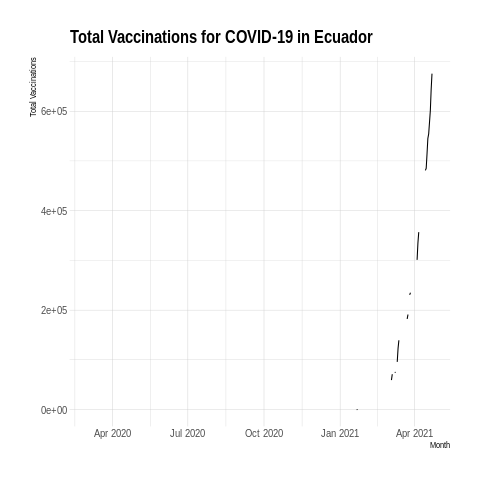 Total Vaccinations for COVID-19 in Ecuador
Total Vaccinations
6e+05
4e+05
2e+05
0e+00
Apr 2020 Jul 2020 Oct 2020 Jan 2021 Apr 2021
Month